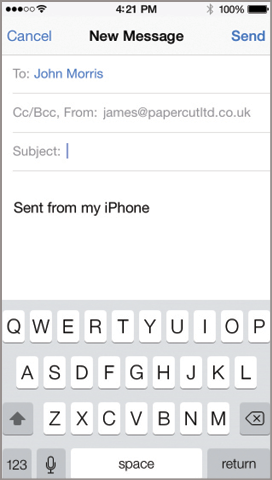 4:21 PM 100%
Cancel New Message Send
To: John Morris
Cc/Bcc, From: james@papercutltd.co.uk
Subject:
Sent from my iPhone
Q W E R T Y U I O P
A S D F G H J K L
Z X C V B N M
123 space return